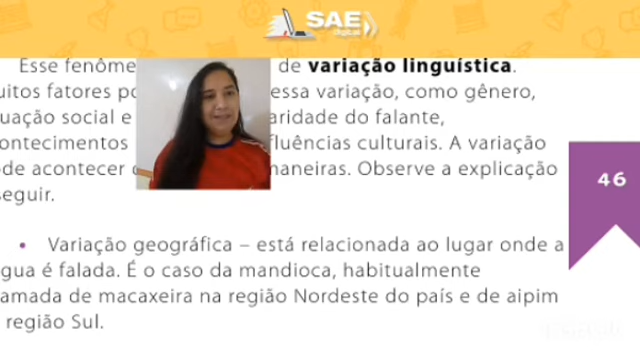 SAE
digital
Esse fenôme de variação linguística.
uitos fatores po essa variação, como gênero,
uação social e aridade do falante,
ontecimentos fluências culturais. A variação
de acontecer maneiras. Observe a explicação
seguir.
46
• Variação geográfica – está relacionada ao lugar onde a
gua é falada. É o caso da mandioca, habitualmente
amada de macaxeira na região Nordeste do país e de aipim
região Sul.